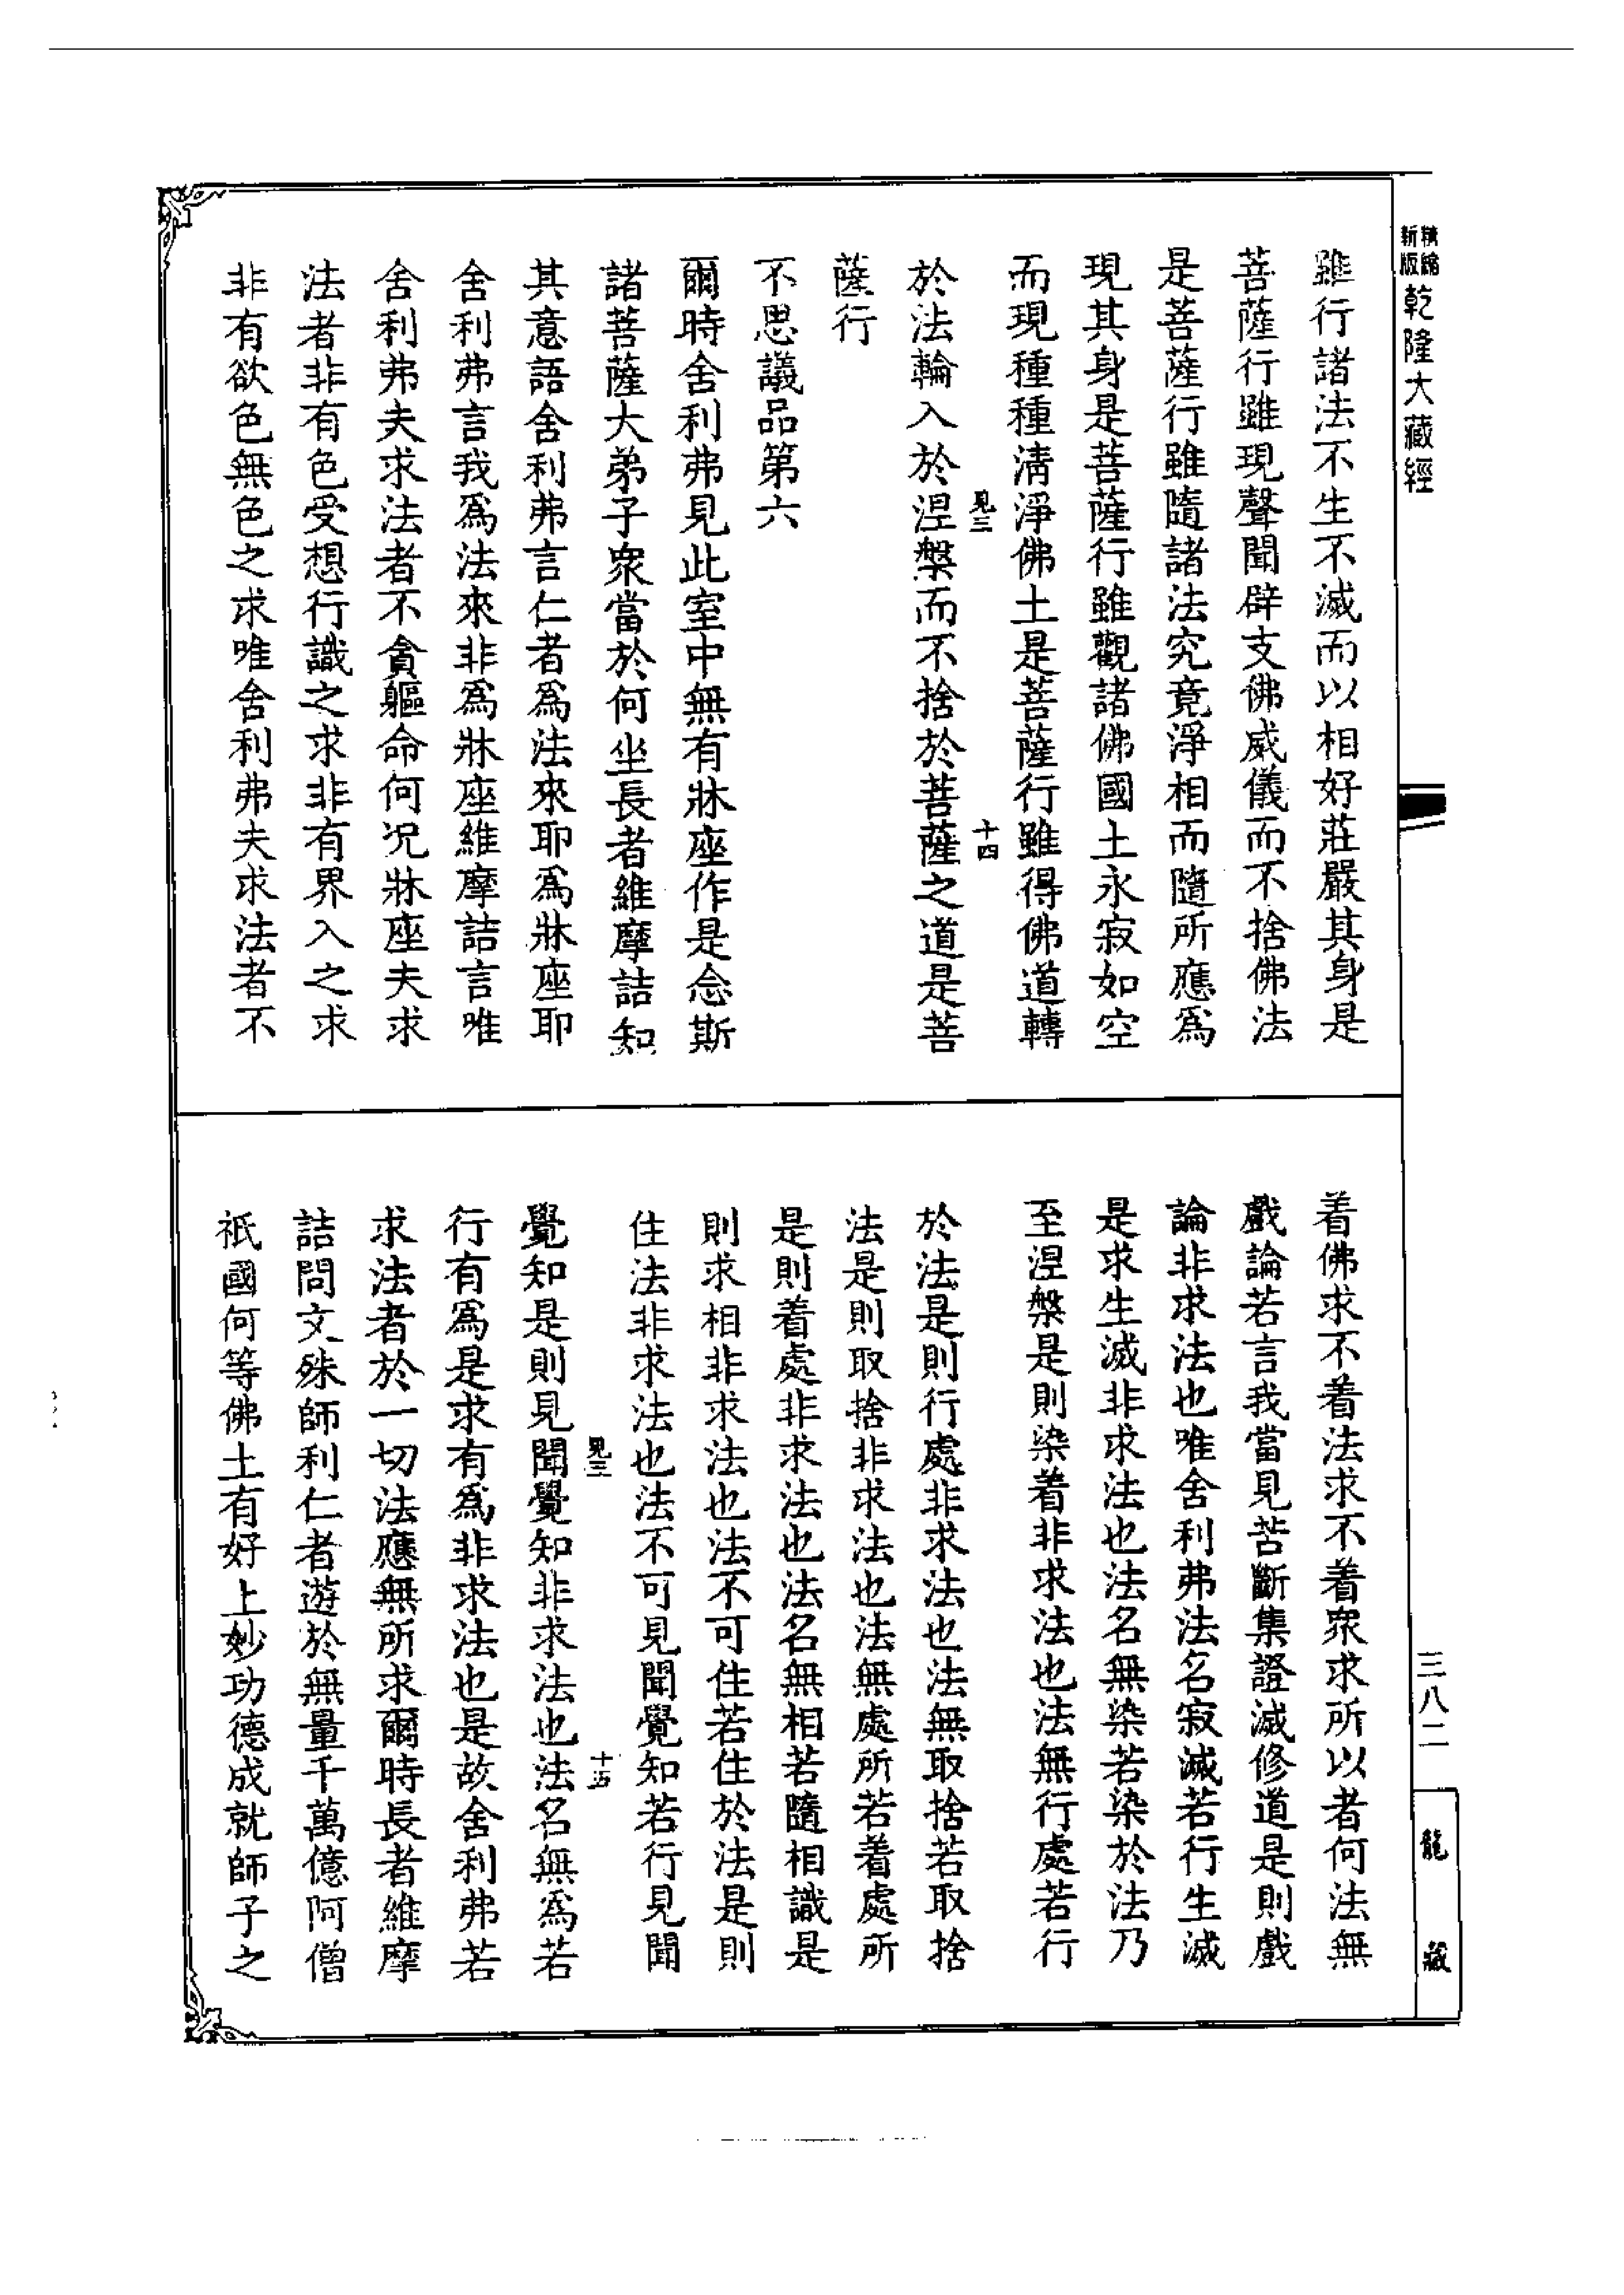 精縮新版乾隆大藏經
雖行諸法不生不滅而以相好莊嚴其身是
菩薩行雖現聲聞辟支佛威儀而不捨佛法
是菩薩行雖隨諸法究竟淨相而隨所應爲
現其身是菩薩行雖觀諸佛國土永寂如空
而現種種清淨佛土是菩薩行雖得佛道轉
見三 十四
於法輪入於涅槃而不捨於菩薩之道是菩
薩行
不思議品第六
爾時舍利弗見此室中無有牀座作是念斯
諸菩薩大弟子衆當於何坐長者維摩詰知
其意語舍利弗言仁者爲法來耶爲牀座耶
舍利弗言我爲法來非爲牀座維摩詰言唯
舍利弗夫求法者不貪軀命何况牀座夫求
法者非有色受想行識之求非有界入之求
非有欲色無色之求唯舍利弗夫求法者不
着佛求不着法求不着衆求所以者何法無
戲論若言我當見苦斷集證滅修道是則戲
論非求法也唯舍利弗法名寂滅若行生滅
是求生滅非求法也法名無染若染於法乃
至涅槃是則染着非求法也法無行處若行
於法是則行處非求法也法無取捨若取捨
法是則取捨非求法也法無處所若着處所
是則着處非求法也法名無相若隨相識是
則求相非求法也法不可住若住於法是則
住法非求法也法不可見聞覺知若行見聞
見三 十五
覺知是則見聞覺知非求法也法名無爲若
行有爲是求有爲非求法也是故舍利弗若
求法者於一切法應無所求爾時長者維摩
詰問文殊師利仁者遊於無量千萬億阿僧
祇國何等佛土有好上妙功德成就師子之
三八二
龍藏